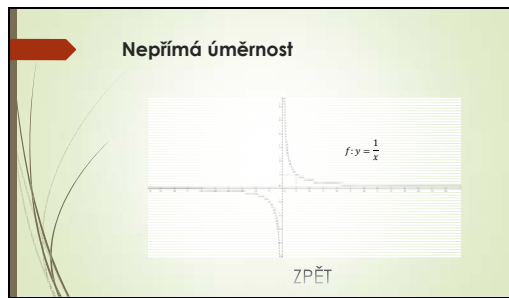 Nepřímá úměrnost
f: y = 1/x
ZPĚT